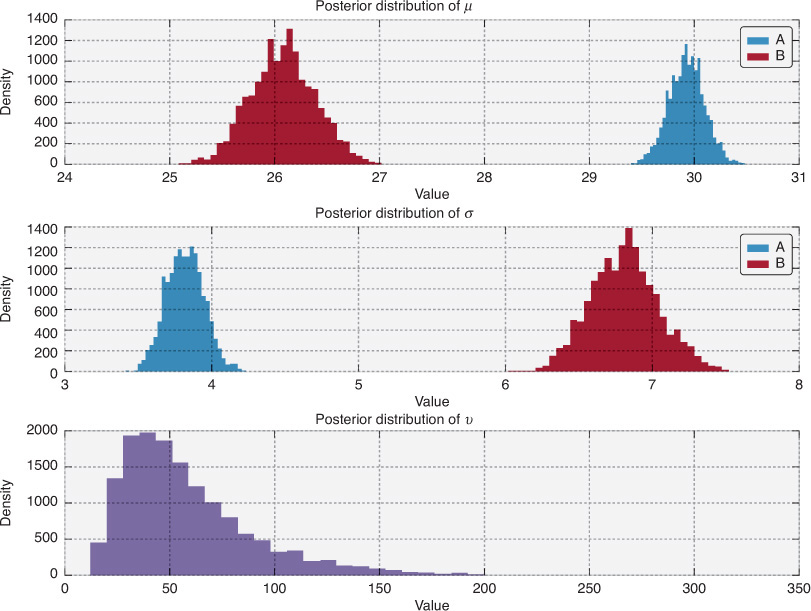 Posterior distribution of μ
1400
1200
1000
800
600
400
200
0
Density
A
B
24 25 26 27 28 29 30 31
Value
Posterior distribution of σ
1400
1200
1000
1000
800
600
400
200
0
Density
A
B
3 4 5 6 7 8
Value
Posterior distribution of υ
2000
1500
1000
500
0
Density
0 50 100 150 200 250 300 350
Value